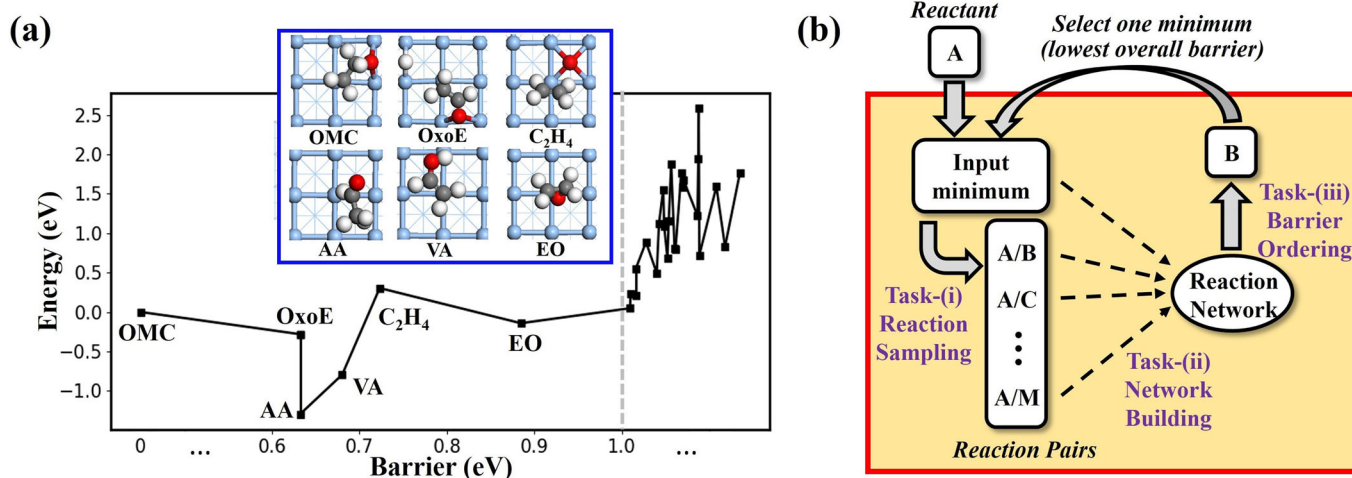 (a)
OMC
OxoE
C₂H₄
AA
VA
EO
Energy (eV)
2.5
2.0
1.5
1.0
0.5
0.0
−0.5
−1.0
OMC
OxoE
AA
VA
C₂H₄
EO
0
...
0.6
0.7
0.8
0.9
1.0
...
Barrier (eV)
(b)
Reactant
A
Select one minimum
(lowest overall barrier)
Input
minimum
B
Task-(iii)
Barrier
Ordering
Task-(i)
Reaction
Sampling
A/B
A/C
⋮
A/M
Reaction
Network
Task-(ii)
Network
Building
Reaction Pairs